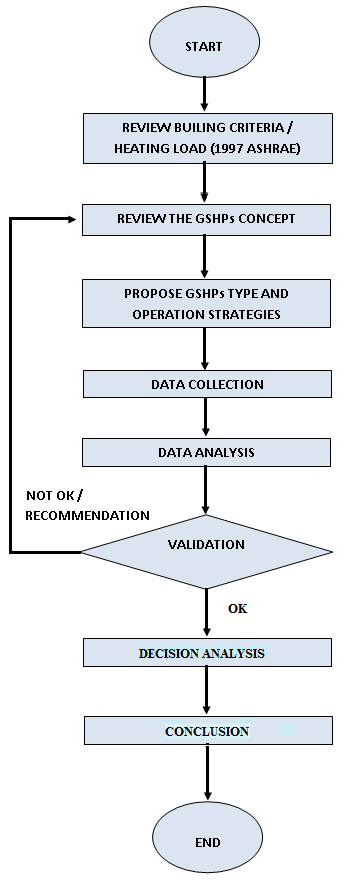 START
REVIEW BUILING CRITERIA /
HEATING LOAD (1997 ASHRAE)
REVIEW THE GSHPs CONCEPT
PROPOSE GSHPs TYPE AND
OPERATION STRATEGIES
DATA COLLECTION
DATA ANALYSIS
NOT OK /
RECOMMENDATION
VALIDATION
OK
DECISION ANALYSIS
CONCLUSION
END